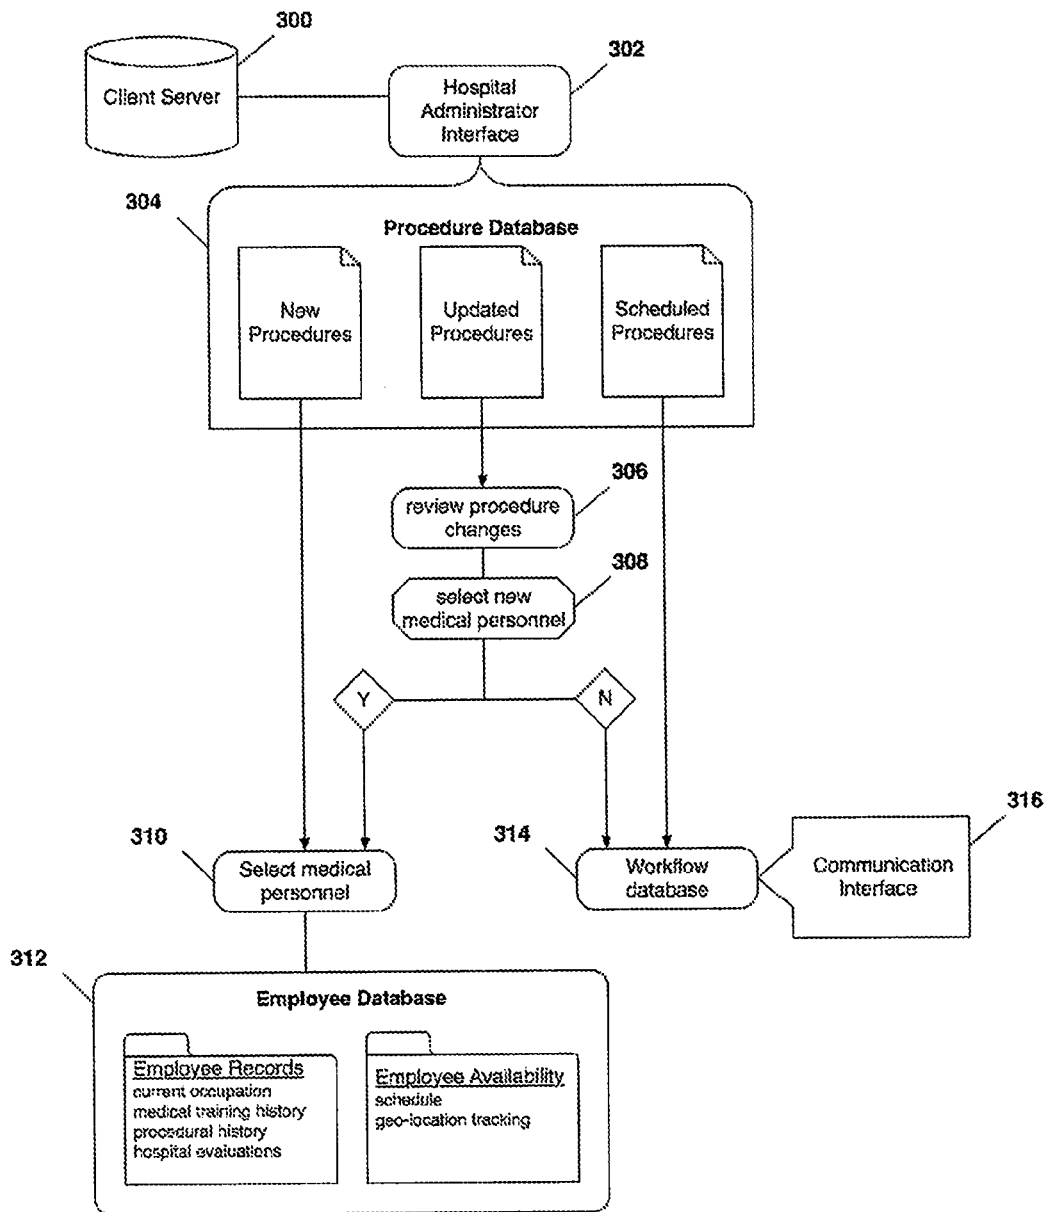 300
Client Server
302
Hospital
Administrator
Interface
304
Procedure Database
New
Procedures
Updated
Procedures
Scheduled
Procedures
306
review procedure
changes
308
select new
medical personnel
Y
N
310
Select medical
personnel
314
Workflow
database
316
Communication
Interface
312
Employee Database
Employee Records
current occupation
medical training history
procedural history
hospital evaluations
Employee Availability
schedule
geo-location tracking